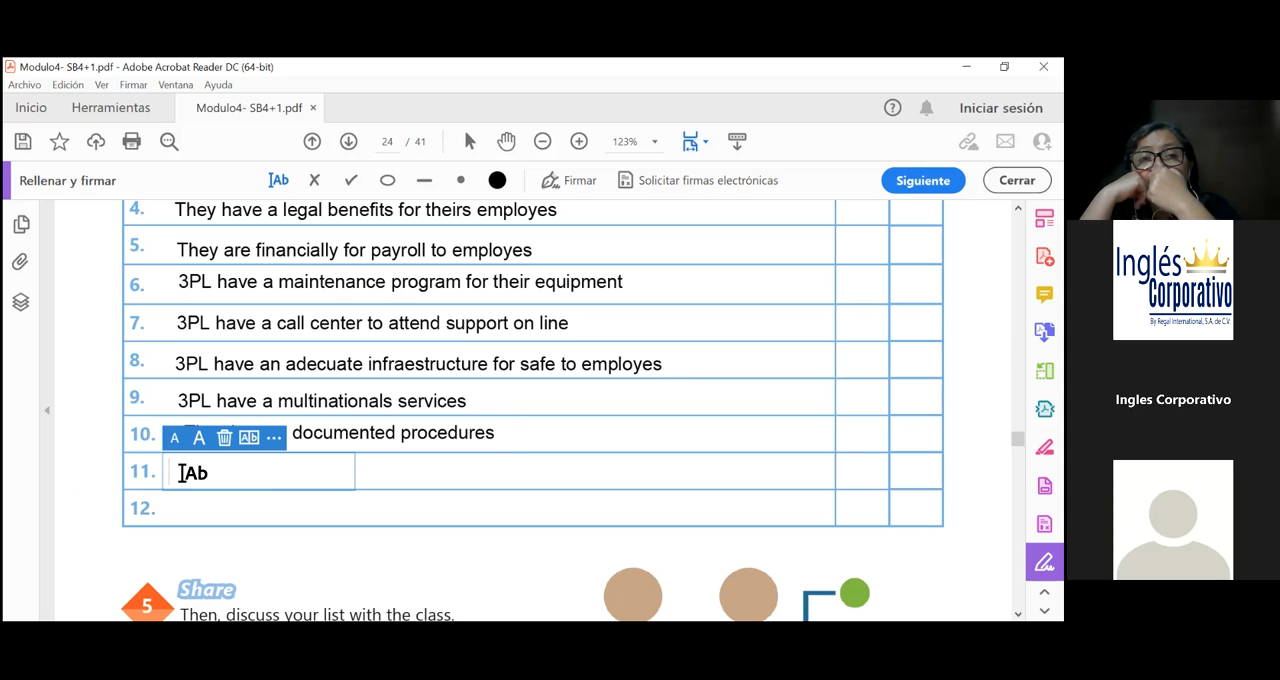 Modulo4- SB4+1.pdf - Adobe Acrobat Reader DC (64-bit)
Archivo Edición Ver Firmar Ventana Ayuda
Inicio Herramientas Modulo4- SB4+1.pdf × Iniciar sesión
24 / 41 123%
Rellenar y firmar Ab Firmar Solicitar firmas electrónicas Siguiente Cerrar
4. They have a legal benefits for theirs employes
5. They are financially for payroll to employes
6. 3PL have a maintenance program for their equipment
7. 3PL have a call center to attend support on line
8. 3PL have an adecuate infraestructure for safe to employes
9. 3PL have a multinationals services
10. documented procedures
A A Ab ...
11. Ab
12.
5 Share
Then, discuss your list with the class.
Inglés
Corporativo
By Regal International, S.A. de C.V.
Ingles Corporativo